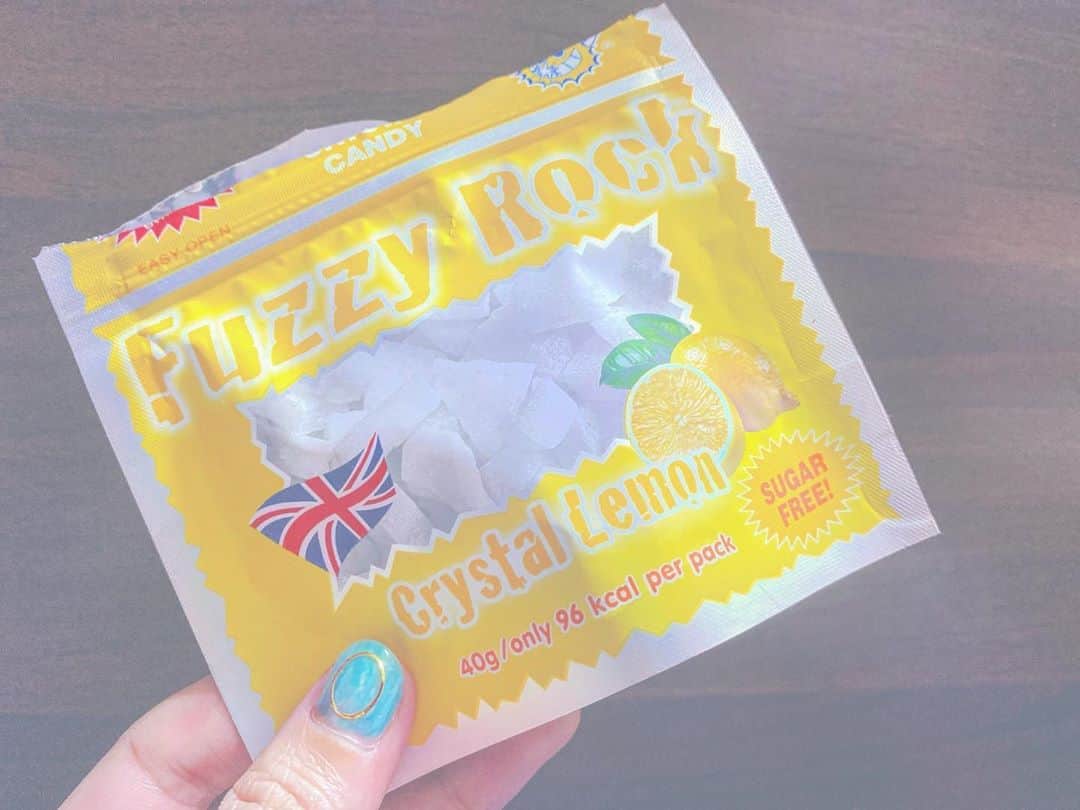 CANDY
EASY OPEN
Fuzzy Rock
Crystal Lemon
SUGAR
FREE!
40g/only 96 kcal per pack